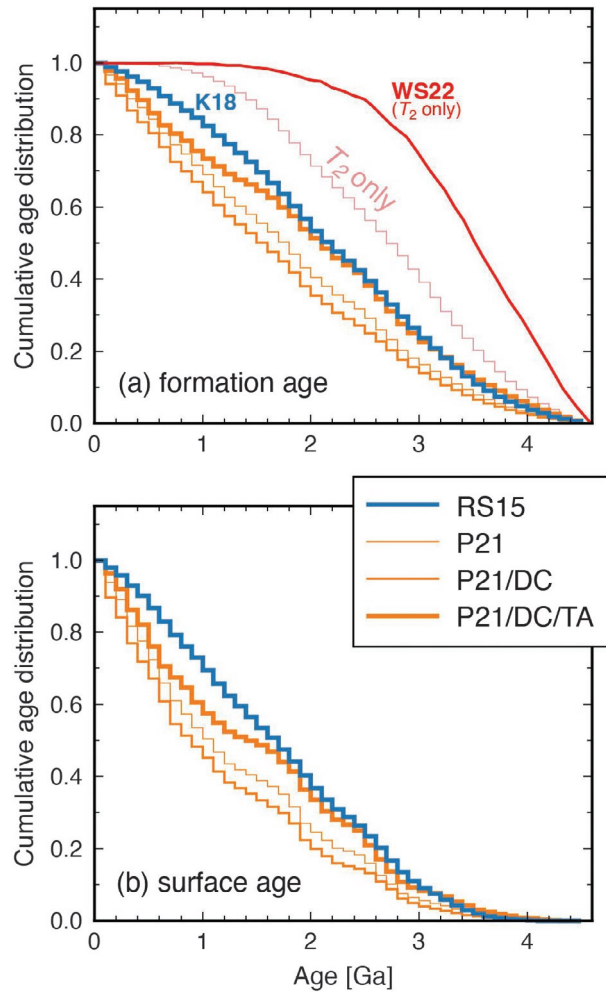 Cumulative age distribution
1.0
0.8
0.6
0.4
0.2
0.0
K18
WS22
(T2 only)
T2 only
(a) formation age
0
1
2
3
4
Cumulative age distribution
1.0
0.8
0.6
0.4
0.2
0.0
RS15
P21
P21/DC
P21/DC/TA
(b) surface age
0
1
2
3
4
Age [Ga]